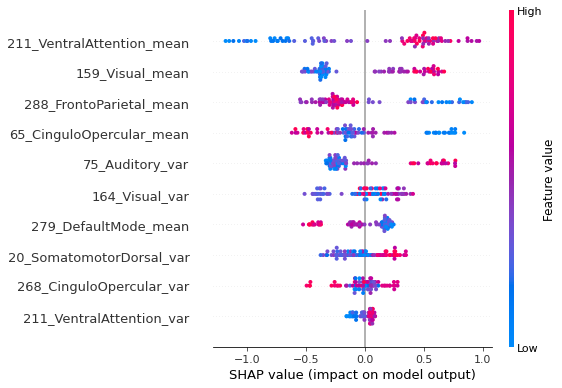 High
211_VentralAttention_mean
159_Visual_mean
288_FrontoParietal_mean
65_CinguloOpercular_mean
75_Auditory_var
164_Visual_var
279_DefaultMode_mean
20_SomatomotorDorsal_var
268_CinguloOpercular_var
211_VentralAttention_var
Feature value
Low
−1.0 −0.5 0.0 0.5 1.0
SHAP value (impact on model output)